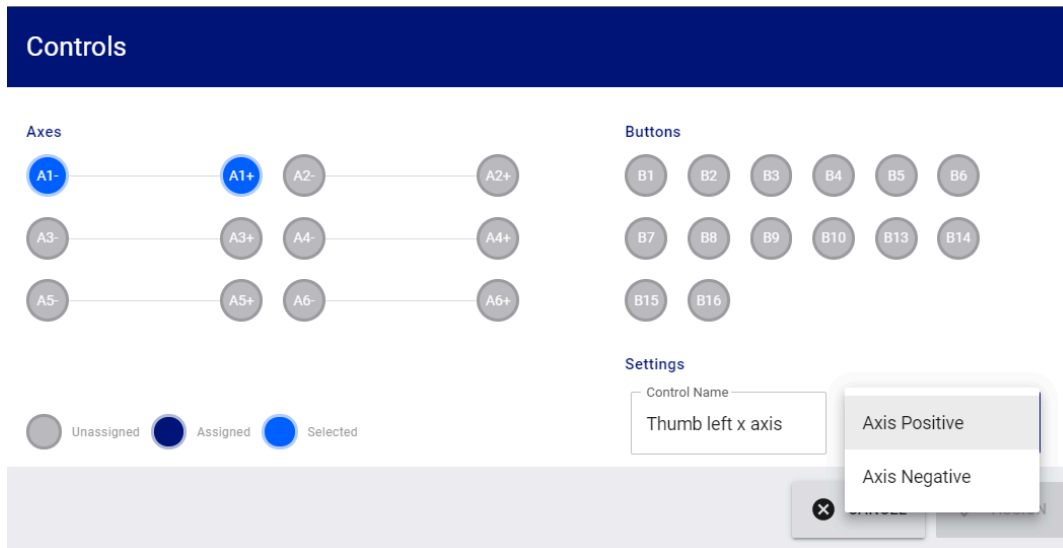 Controls
Axes
A1- A1+ A2- A2+
A3- A3+ A4- A4+
A5- A5+ A6- A6+
Unassigned Assigned Selected
Buttons
B1 B2 B3 B4 B5 B6
B7 B8 B9 B10 B13 B14
B15 B16
Settings
Control Name
Thumb left x axis
Axis Positive
Axis Negative